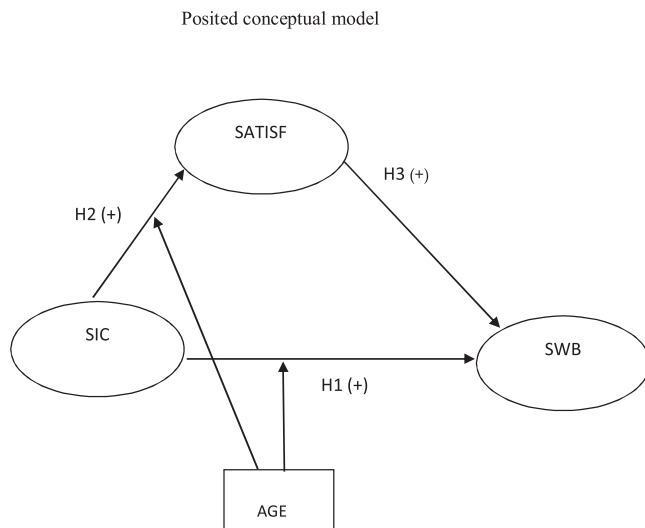 Posited conceptual model
SATISF
H3 (+)
H2 (+)
SIC
SWB
H1 (+)
AGE